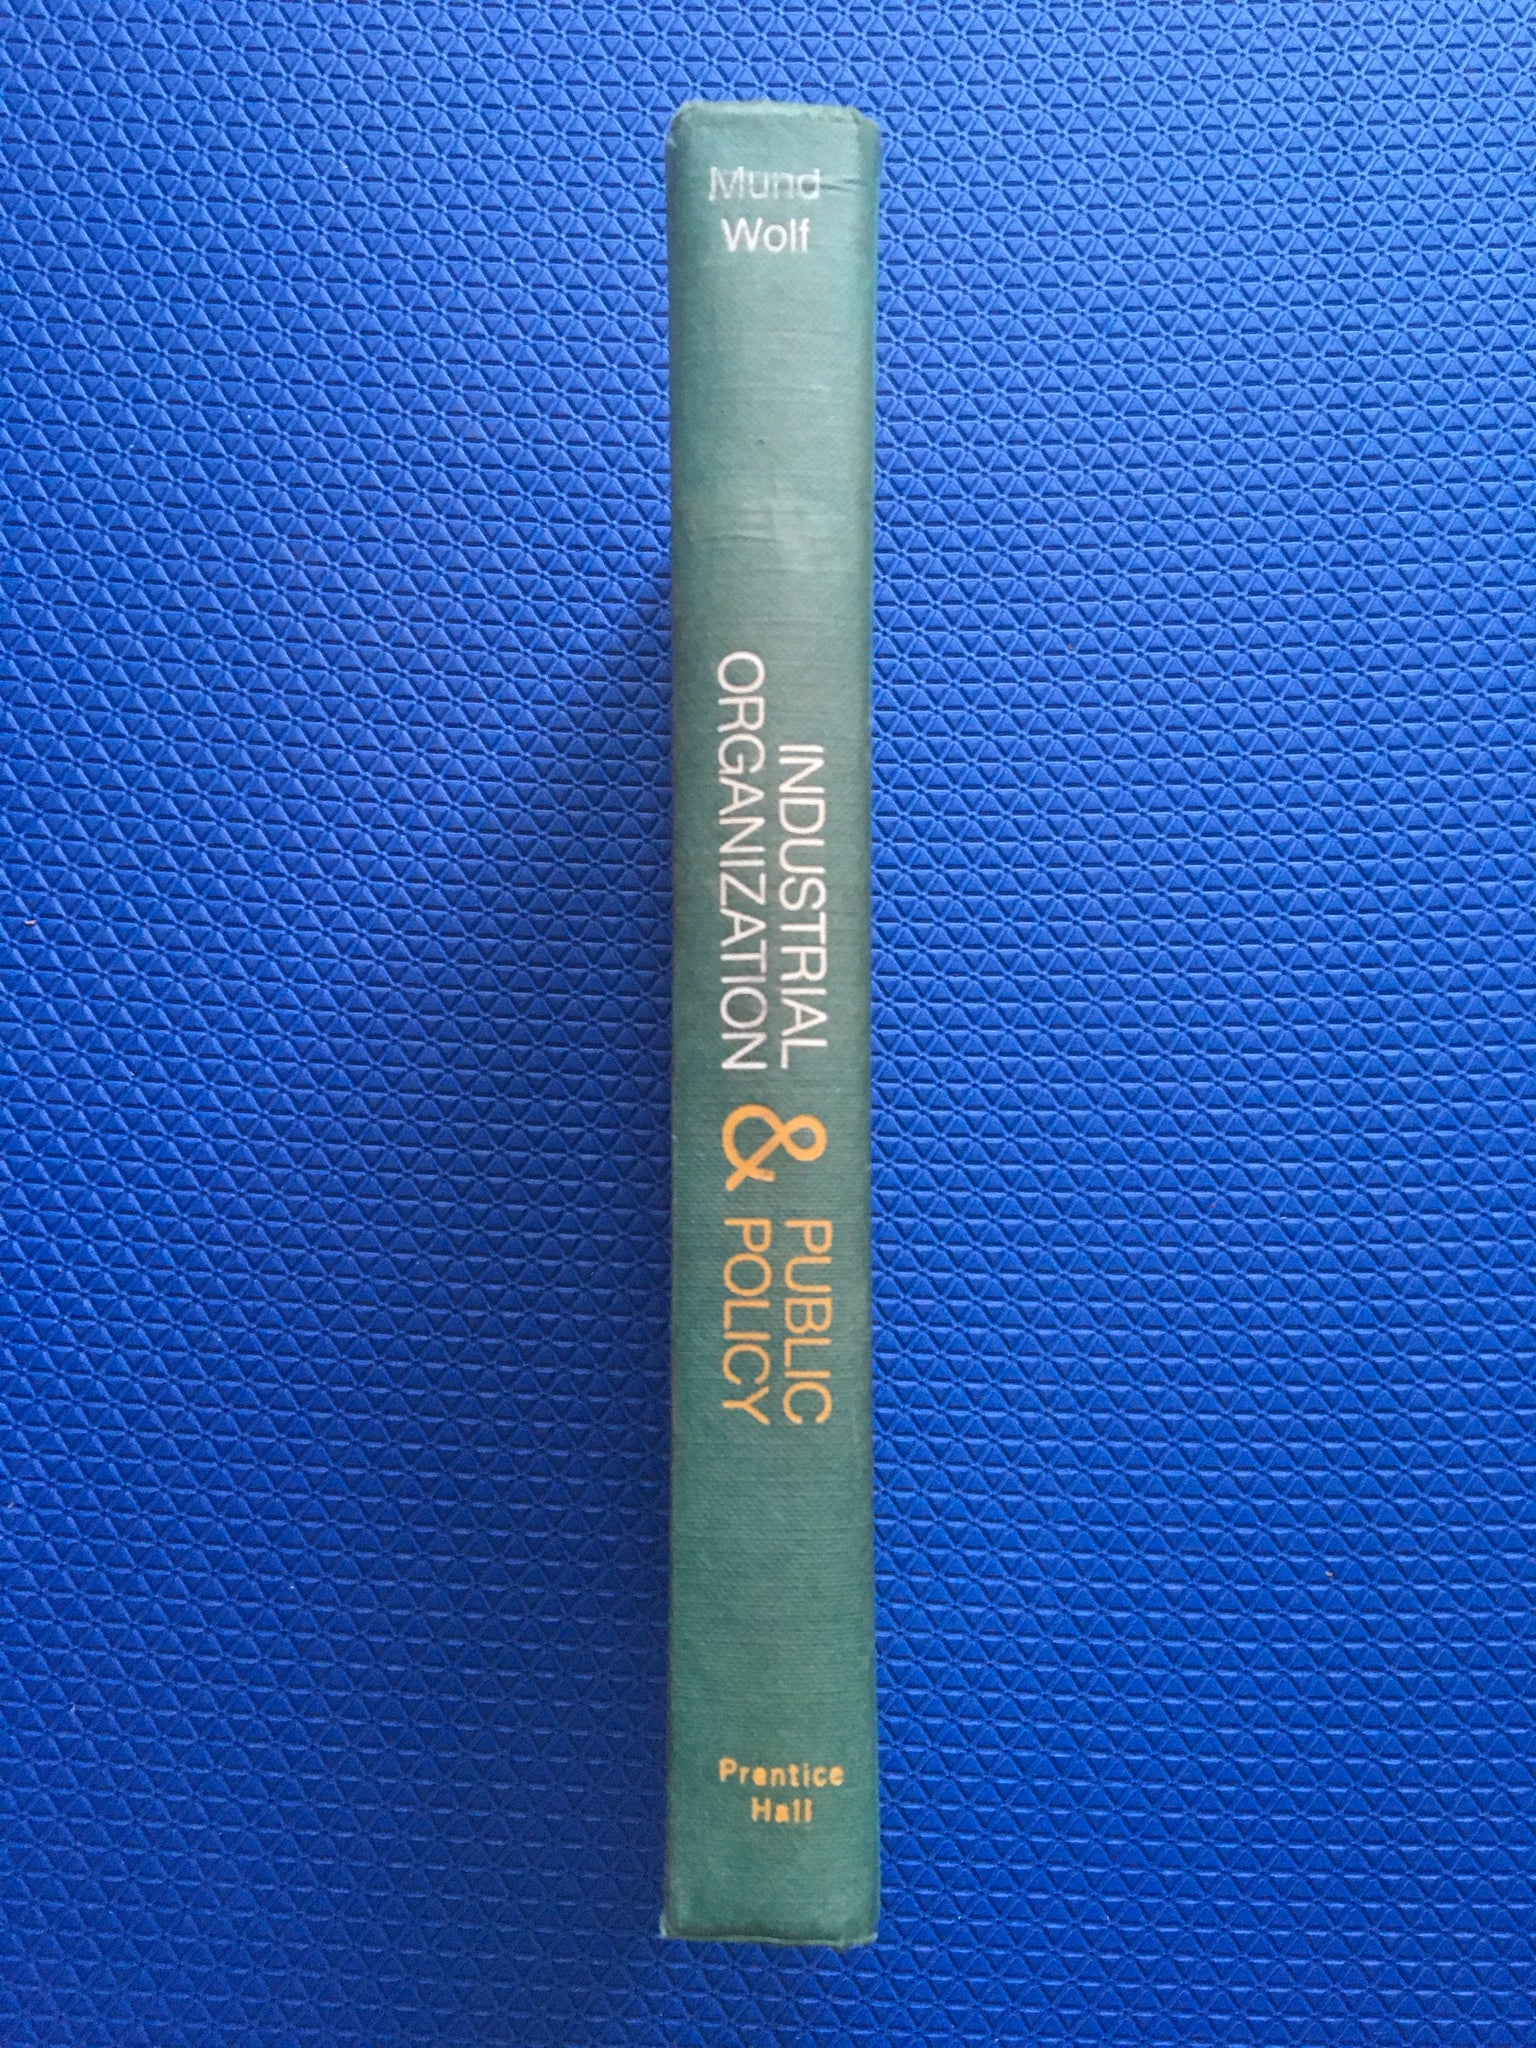 Mund
Wolf
INDUSTRIAL
ORGANIZATION
&
PUBLIC
POLICY
Prentice
Hall